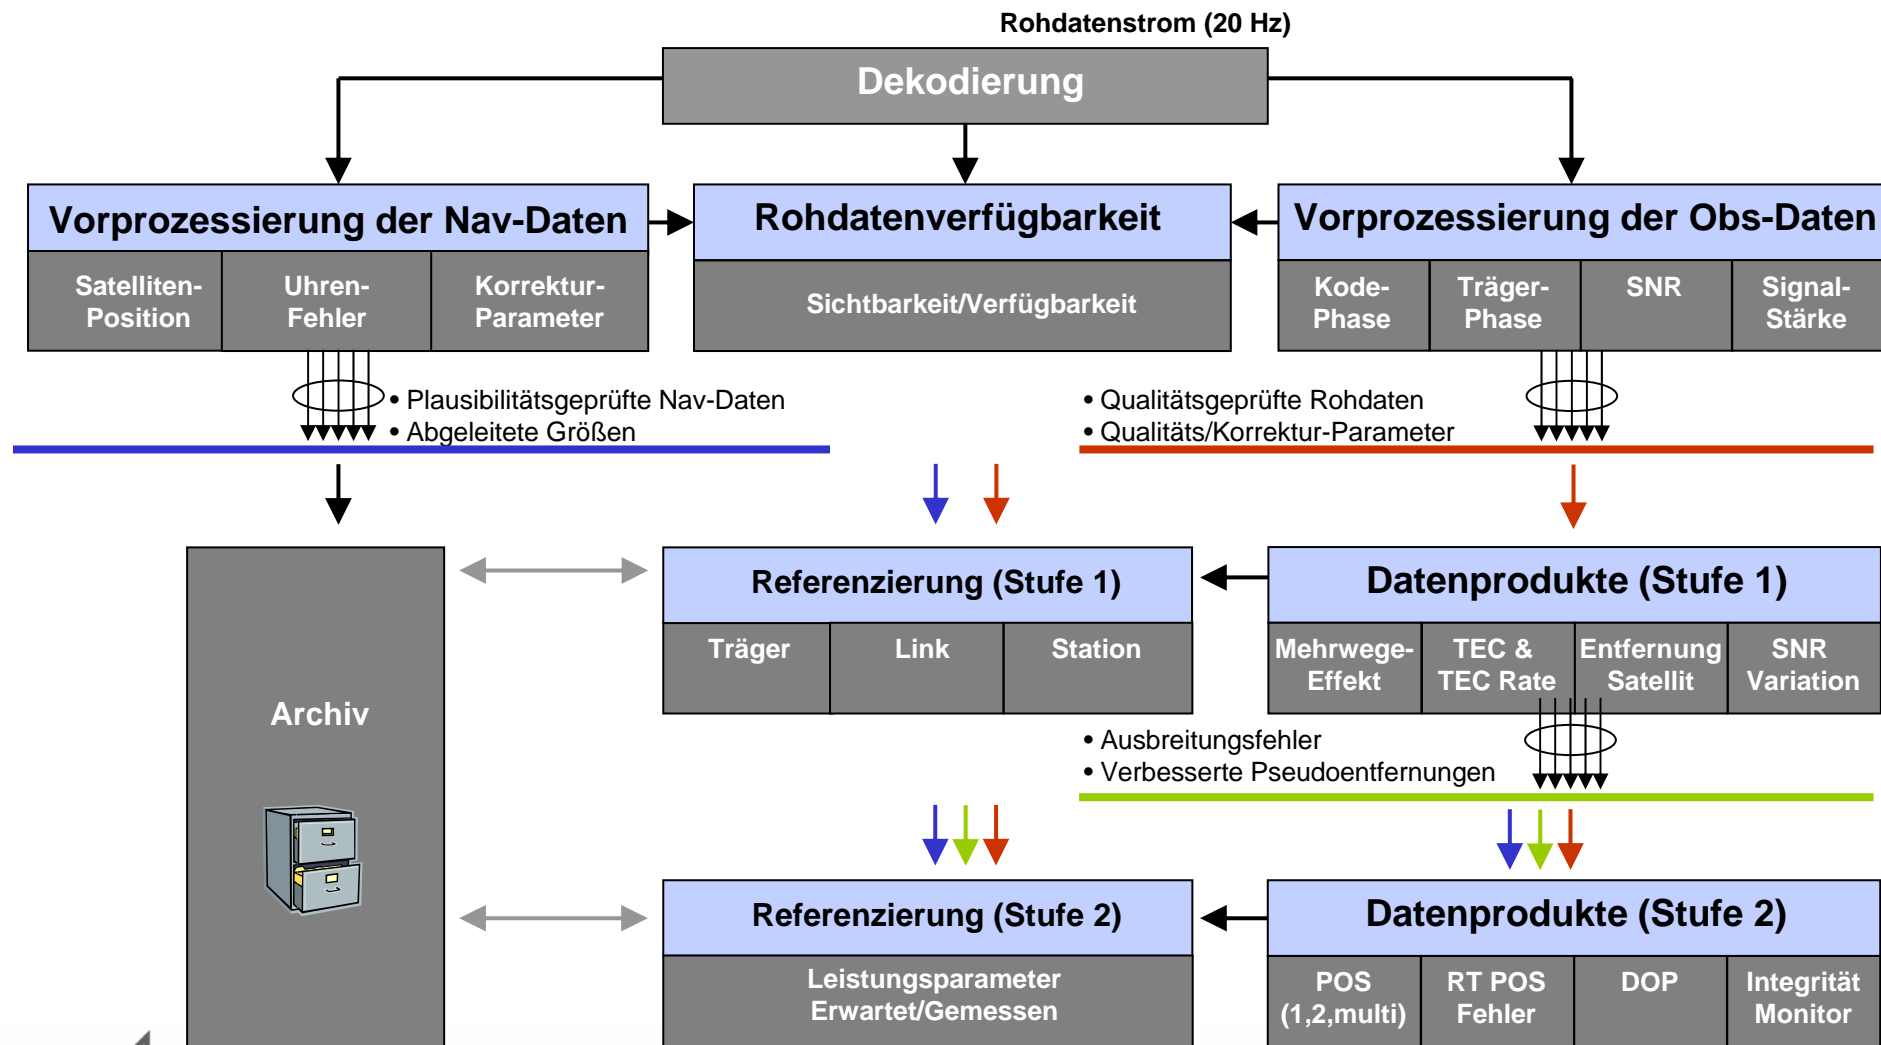 Rohdatenstrom (20 Hz)
Dekodierung
Vorprozessierung der Nav-Daten
Satelliten-
Position
Uhren-
Fehler
Korrektur-
Parameter
Rohdatenverfügbarkeit
Sichtbarkeit/Verfügbarkeit
Vorprozessierung der Obs-Daten
Kode-
Phase
Träger-
Phase
SNR
Signal-
Stärke
• Plausibilitätsgeprüfte Nav-Daten
• Abgeleitete Größen
• Qualitätsgeprüfte Rohdaten
• Qualitäts/Korrektur-Parameter
Archiv
Referenzierung (Stufe 1)
Träger
Link
Station
Datenprodukte (Stufe 1)
Mehrwege-
Effekt
TEC &
TEC Rate
Entfernung
Satellit
SNR
Variation
• Ausbreitungsfehler
• Verbesserte Pseudoentfernungen
Referenzierung (Stufe 2)
Leistungsparameter
Erwartet/Gemessen
Datenprodukte (Stufe 2)
POS
(1,2,multi)
RT POS
Fehler
DOP
Integrität
Monitor